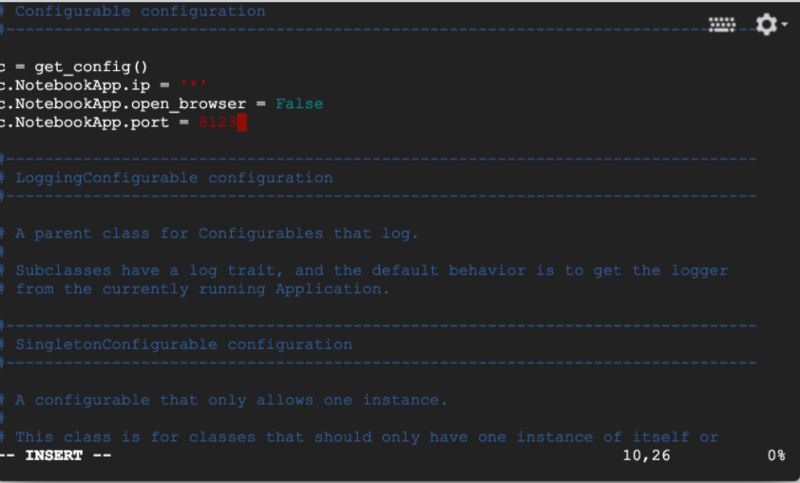 # Configurable configuration
#------------------------------------------------------------------------------
c = get_config()
c.NotebookApp.ip = '*'
c.NotebookApp.open_browser = False
c.NotebookApp.port = 8123
#------------------------------------------------------------------------------
# LoggingConfigurable configuration
#------------------------------------------------------------------------------
# A parent class for Configurables that log.
#
# Subclasses have a log trait, and the default behavior is to get the logger
# from the currently running Application.
#------------------------------------------------------------------------------
# SingletonConfigurable configuration
#------------------------------------------------------------------------------
# A configurable that only allows one instance.
#
# This class is for classes that should only have one instance of itself or
-- INSERT -- 10,26 0%